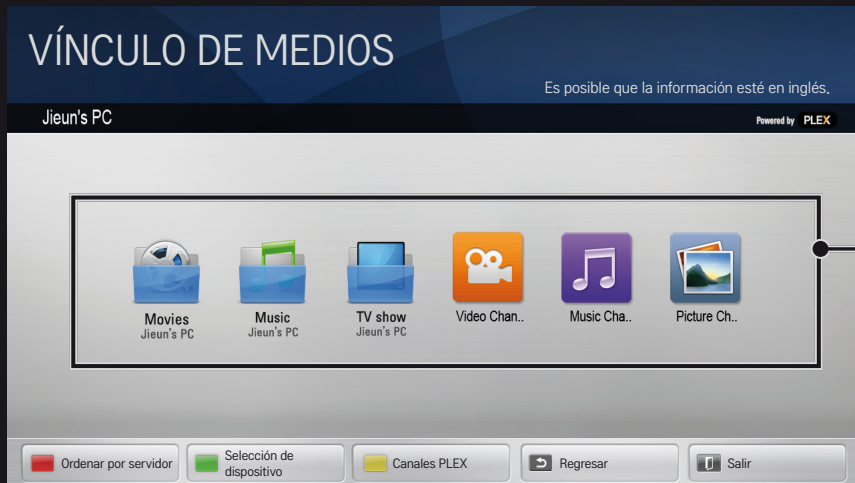 VÍNCULO DE MEDIOS
Es posible que la información esté en inglés.
Jieun's PC
Powered by PLEX
Movies
Jieun's PC
Music
Jieun's PC
TV show
Jieun's PC
Video Chan..
Music Cha..
Picture Ch..
Ordenar por servidor
Selección de
dispositivo
Canales PLEX
Regresar
Salir